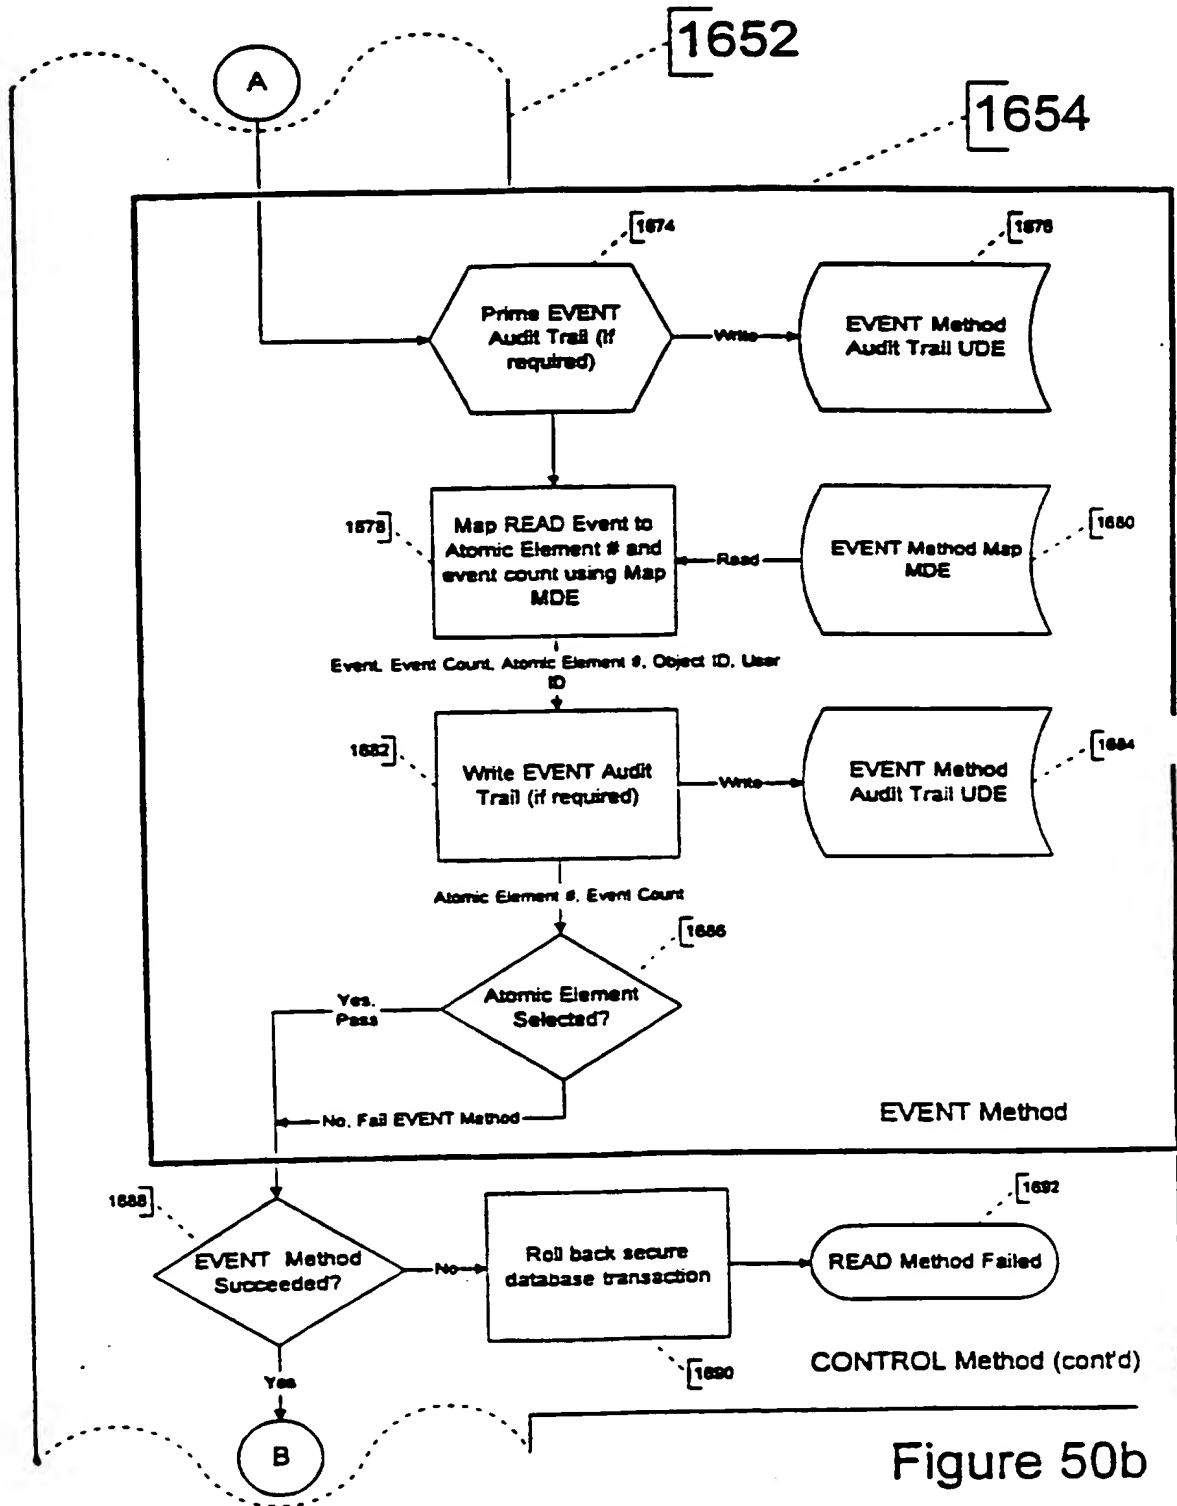 1652
A
1654
1674
1676
Prime EVENT
Audit Trail (if
required)
Write
EVENT Method
Audit Trail UDE
1678
Map READ Event to
Atomic Element # and
event count using Map
MDE
Read
EVENT Method Map
MDE
1680
Event, Event Count, Atomic Element #, Object ID, User
ID
1682
Write EVENT Audit
Trail (if required)
Write
EVENT Method
Audit Trail UDE
1684
Atomic Element #, Event Count
1686
Atomic Element
Selected?
Yes,
Pass
No, Fail EVENT Method
EVENT Method
1688
EVENT Method
Succeeded?
No
Roll back secure
database transaction
1692
READ Method Failed
1690
CONTROL Method (cont'd)
Yes
B
Figure 50b